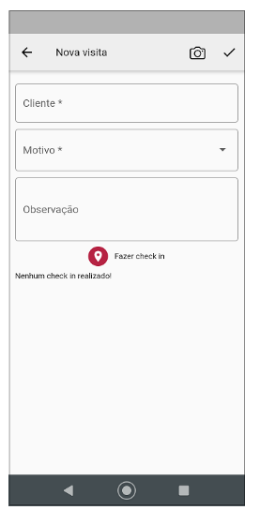 Nova visita
Cliente *
Motivo *
Observação
Fazer check in
Nenhum check in realizado!